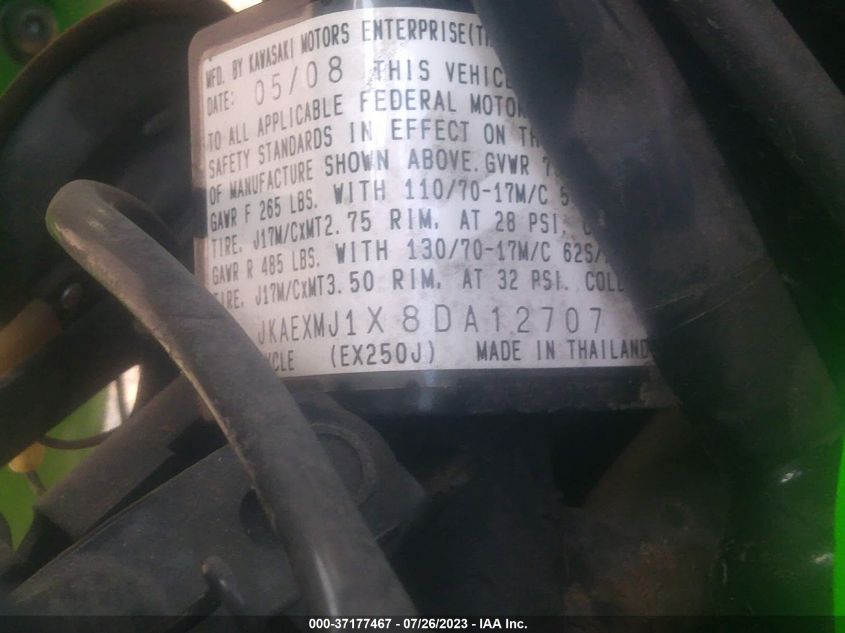 MFD. BY KAWASAKI MOTORS ENTERPRISE(
DATE: 05/08 THIS VEHIC
TO ALL APPLICABLE FEDERAL MOTOR
SAFETY STANDARDS IN EFFECT ON
OF MANUFACTURE SHOWN ABOVE. GVWR
GAWR F 265 LBS. WITH 110/70-17M/C
TIRE, J17M/CXMT2.75 RIM, AT 28 PSI,
GAWR R 485 LBS. WITH 130/70-17M/C 62S/
TIRE, J17M/CXMT3.50 RIM, AT 32 PSI. COL
JKAEXMJ1X8DA12707
YCLE (EX250J) MADE IN THAILAND
000-37177467 - 07/26/2023 - IAA Inc.